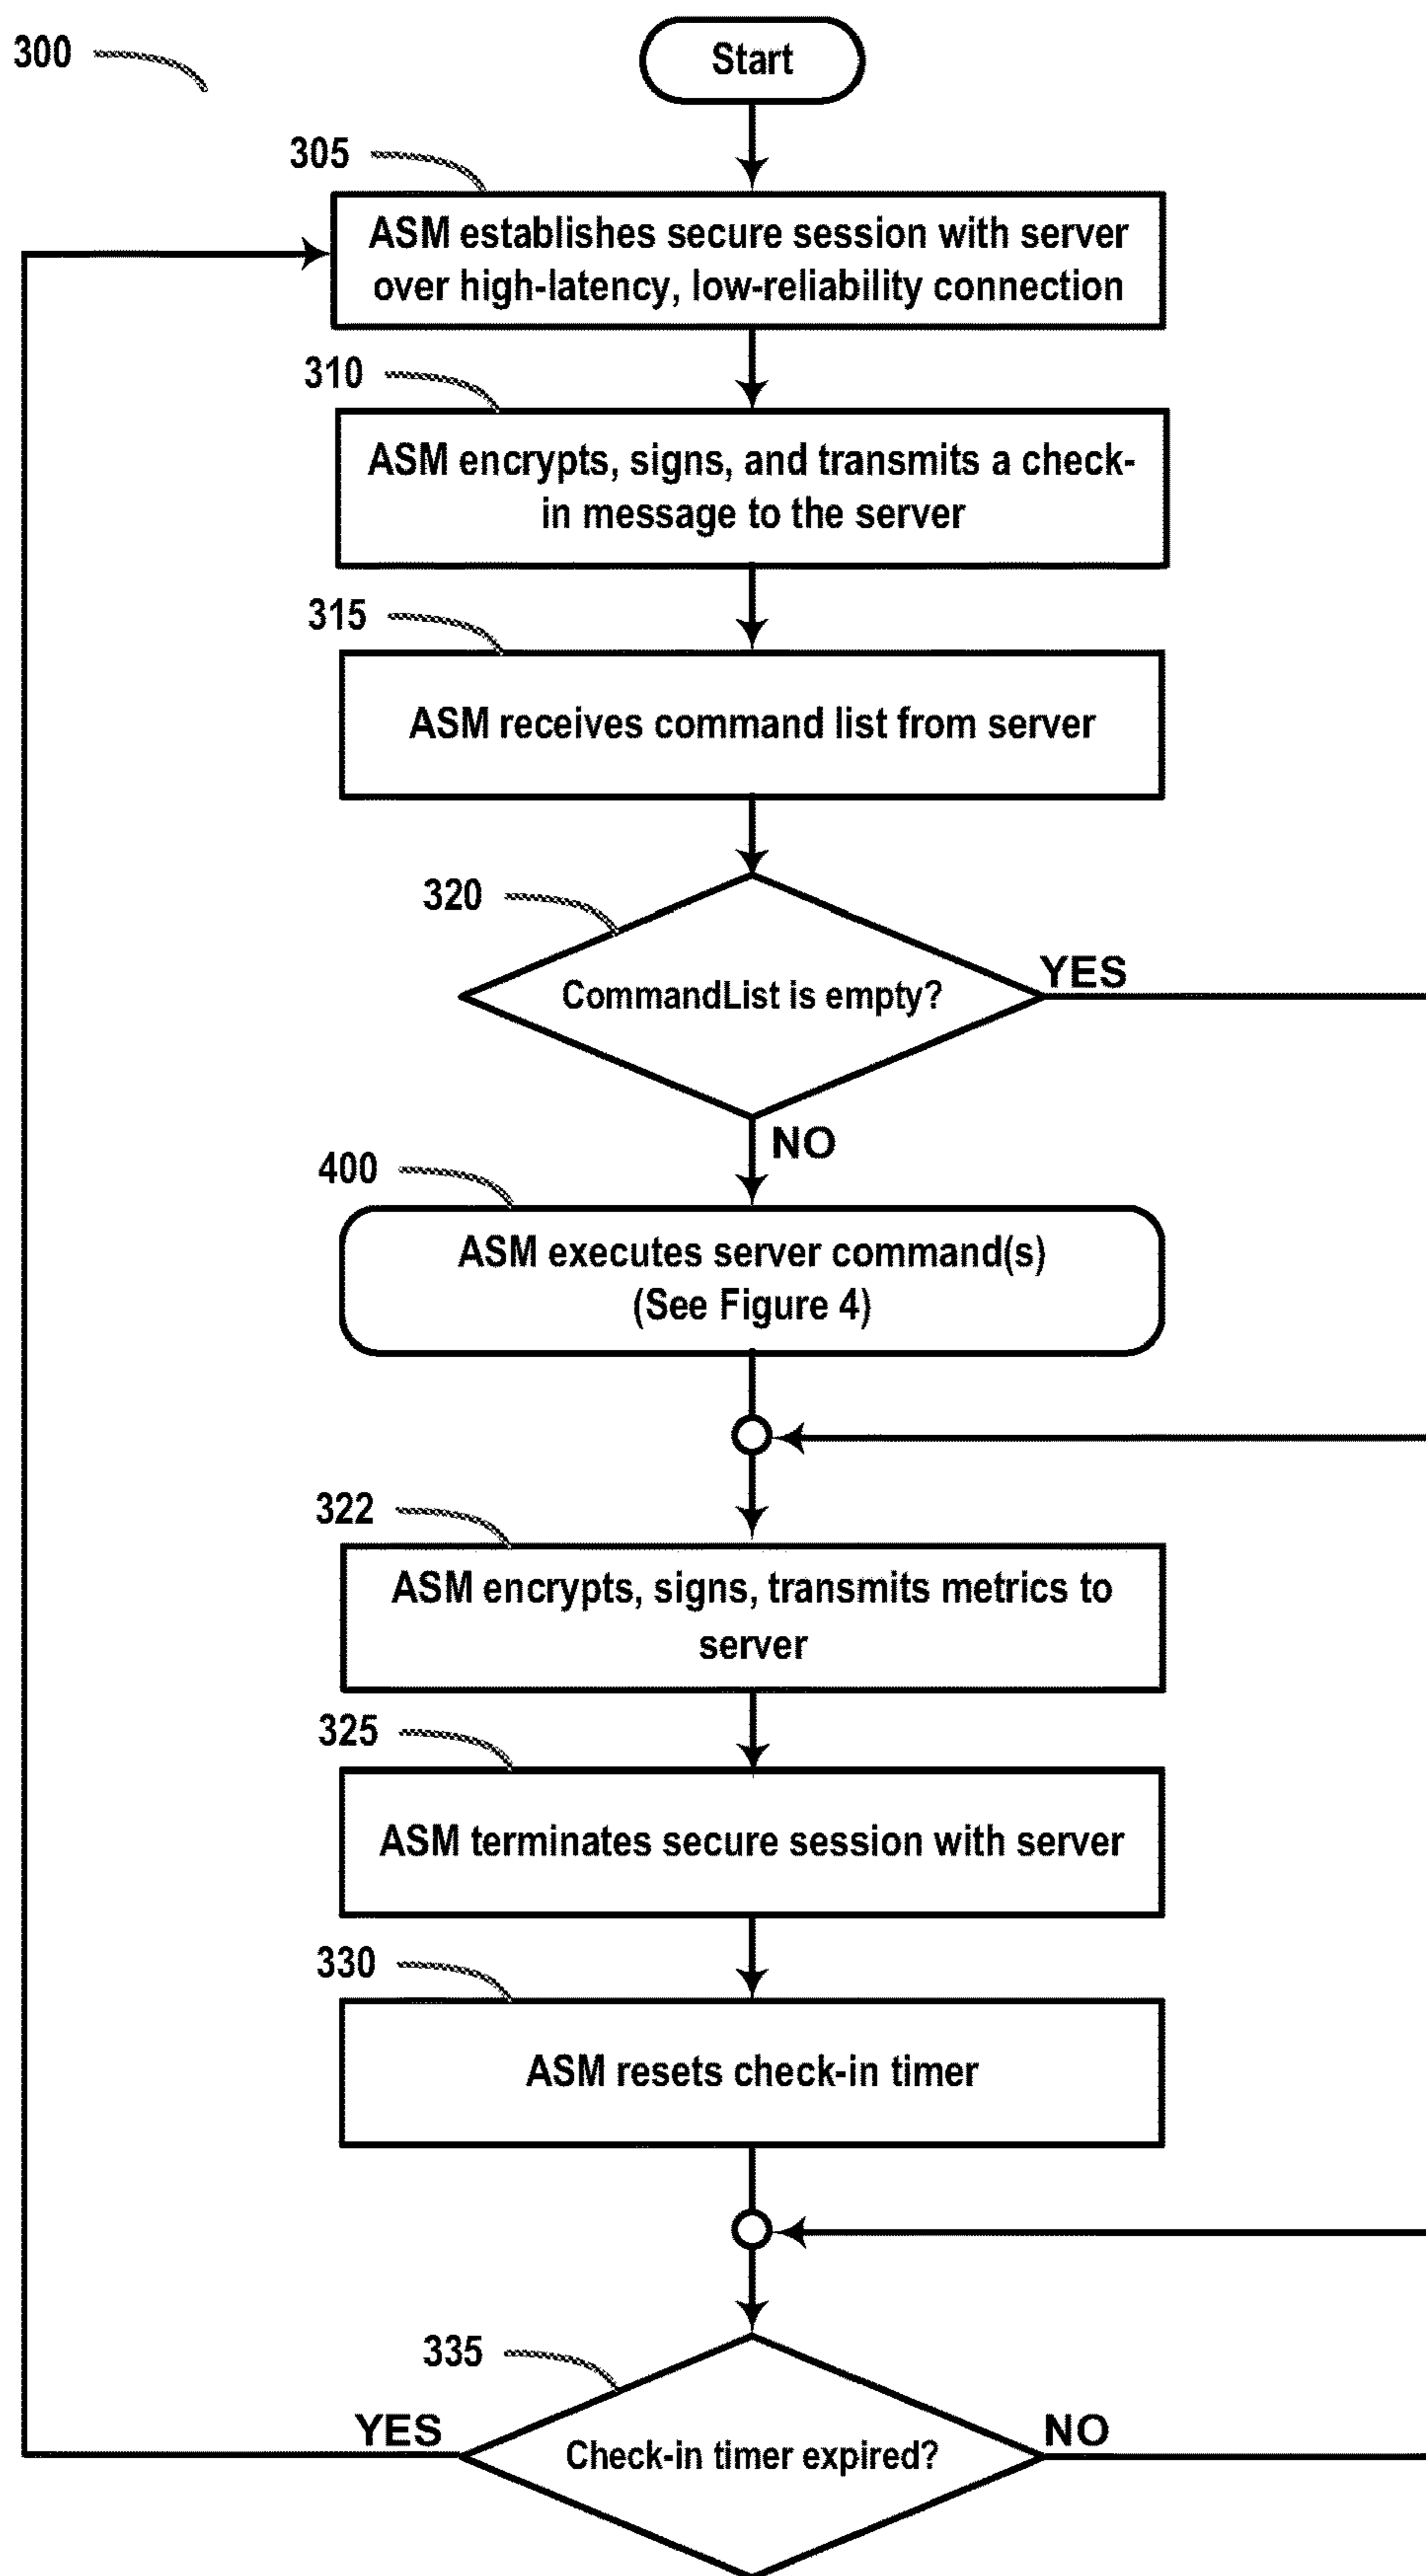 300
Start
305
ASM establishes secure session with server
over high-latency, low-reliability connection
310
ASM encrypts, signs, and transmits a check-
in message to the server
315
ASM receives command list from server
320
CommandList is empty?
YES
NO
400
ASM executes server command(s)
(See Figure 4)
322
ASM encrypts, signs, transmits metrics to
server
325
ASM terminates secure session with server
330
ASM resets check-in timer
335
YES
Check-in timer expired?
NO